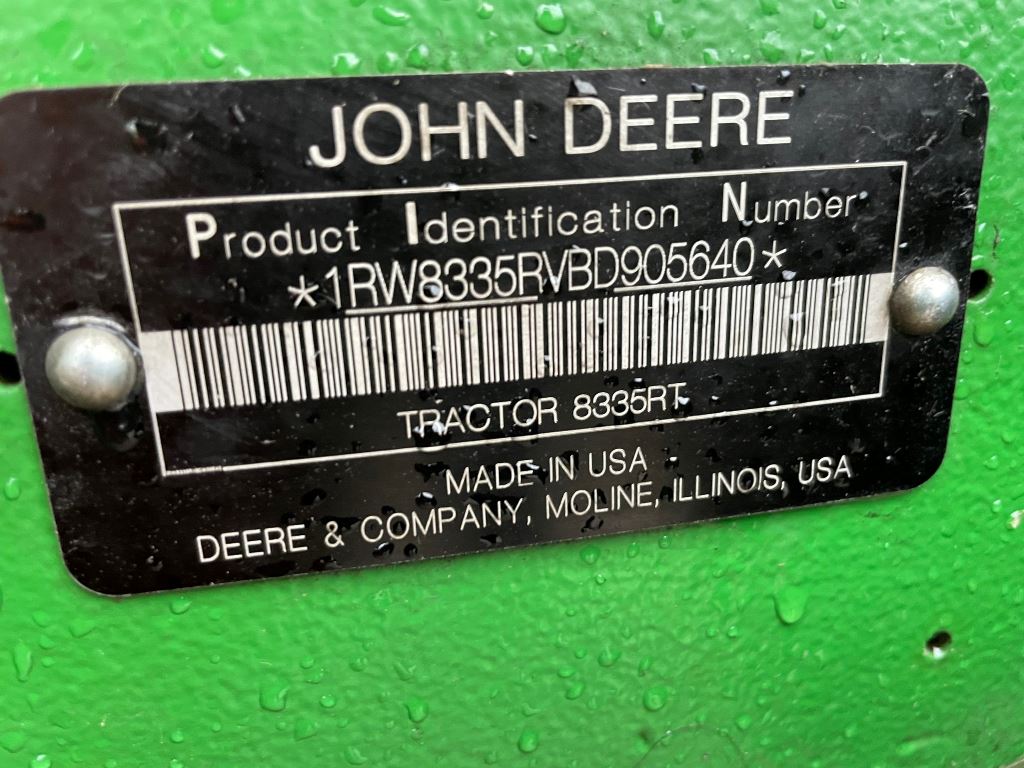 JOHN DEERE
Product Identification Number
*1RW8335RVBD905640*
TRACTOR 8335RT
MADE IN USA
DEERE & COMPANY, MOLINE, ILLINOIS, USA